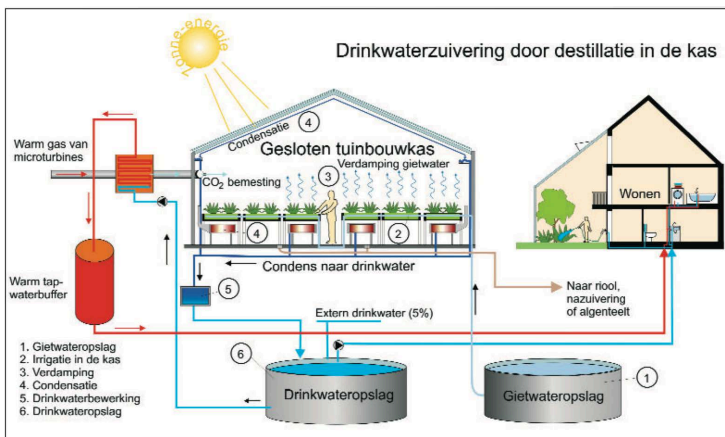 Drinkwaterzuivering door destillatie in de kas
zonne-energie
Condensatie 4
Gesloten tuinbouwkas
Verdamping gietwater
3
Warm gas van
microturbines
CO2 bemesting
Wonen
4
2
Condens naar drinkwater
5
Warm tap-
waterbuffer
Naar riool,
nazuivering
of algenteelt
Extern drinkwater (5%)
1, Gietwateropslag
2. Irrigatie in de kas
3. Verdamping
4. Condensatie
5. Drinkwaterbewerking
6. Drinkwateropslag
6
Drinkwateropslag
Gietwateropslag
1